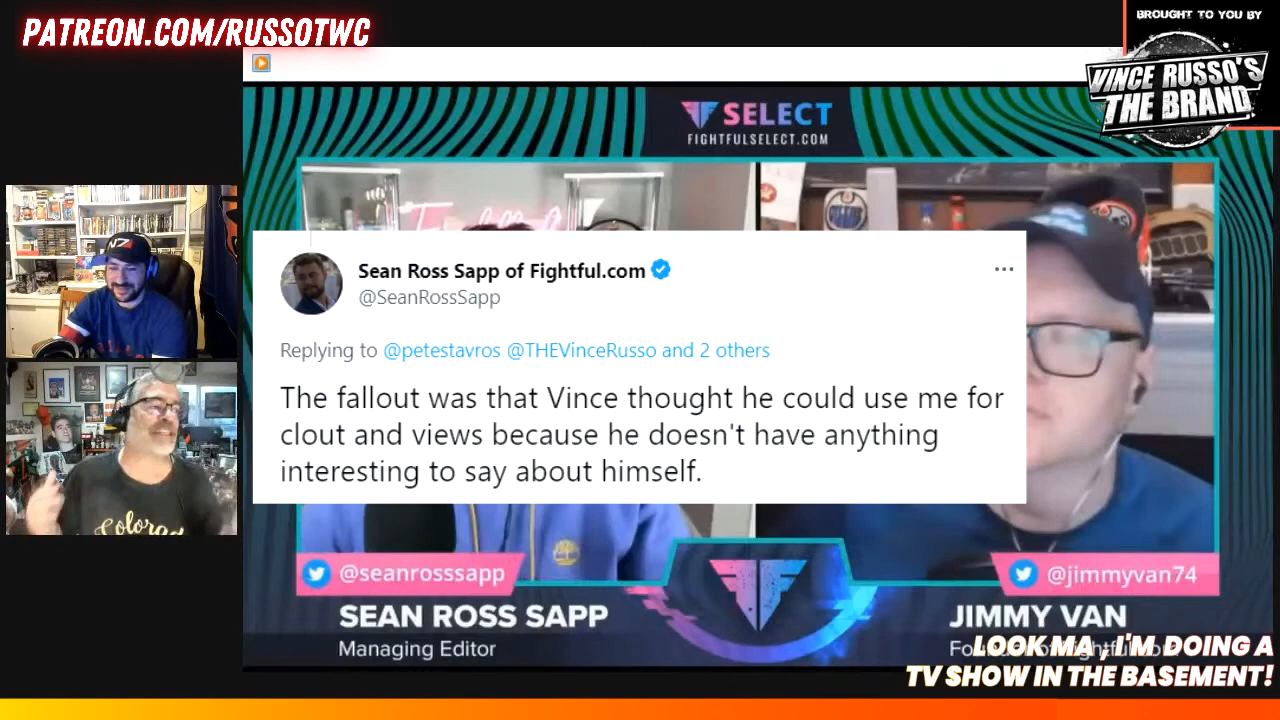 PATREON.COM/RUSSOTWC
BROUGHT TO YOU BY
VINCE RUSSO'S
THE BRAND
SELECT
FIGHTFULSELECT.COM
N7
Sean Ross Sapp of Fightful.com
@SeanRossSapp
Replying to @petestavros @THEVinceRusso and 2 others
The fallout was that Vince thought he could use me for
clout and views because he doesn't have anything
interesting to say about himself.
@seanrosssapp
SEAN ROSS SAPP
Managing Editor
@jimmyvan74
JIMMY VAN
LOOK MA, I'M DOING A
TV SHOW IN THE BASEMENT!